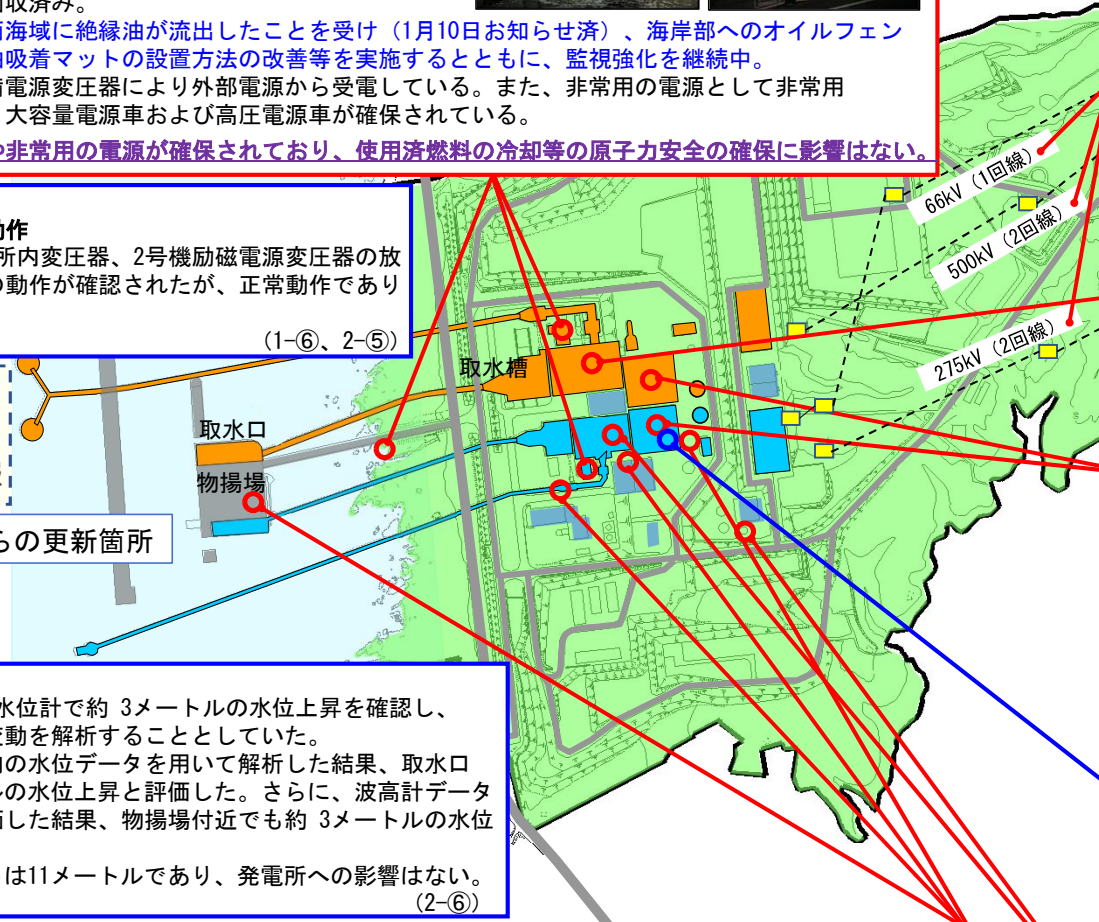 回収済み。
海域に絶縁油が流出したことを受け（1月10日お知らせ済）、海岸部へのオイルフェン
吸着マットの設置方法の改善等を実施するとともに、監視強化を継続中。
電源変圧器により外部電源から受電している。また、非常用の電源として非常用
大容量電源車および高圧電源車が確保されている。
や非常用の電源が確保されており、使用済燃料の冷却等の原子力安全の確保に影響はない。
66kV（1回線）
500kV（2回線）
275kV（2回線）
動作
所内変圧器、2号機励磁電源変圧器の放
の動作が確認されたが、正常動作であり
（1-⑥、2-⑤）
取水槽
取水口
物揚場
らの更新箇所
水位計で約 3メートルの水位上昇を確認し、
変動を解析することとしていた。
の水位データを用いて解析した結果、取水口
の水位上昇と評価した。さらに、波高計データ
した結果、物揚場付近でも約 3メートルの水位
は11メートルであり、発電所への影響はない。
（2-⑥）